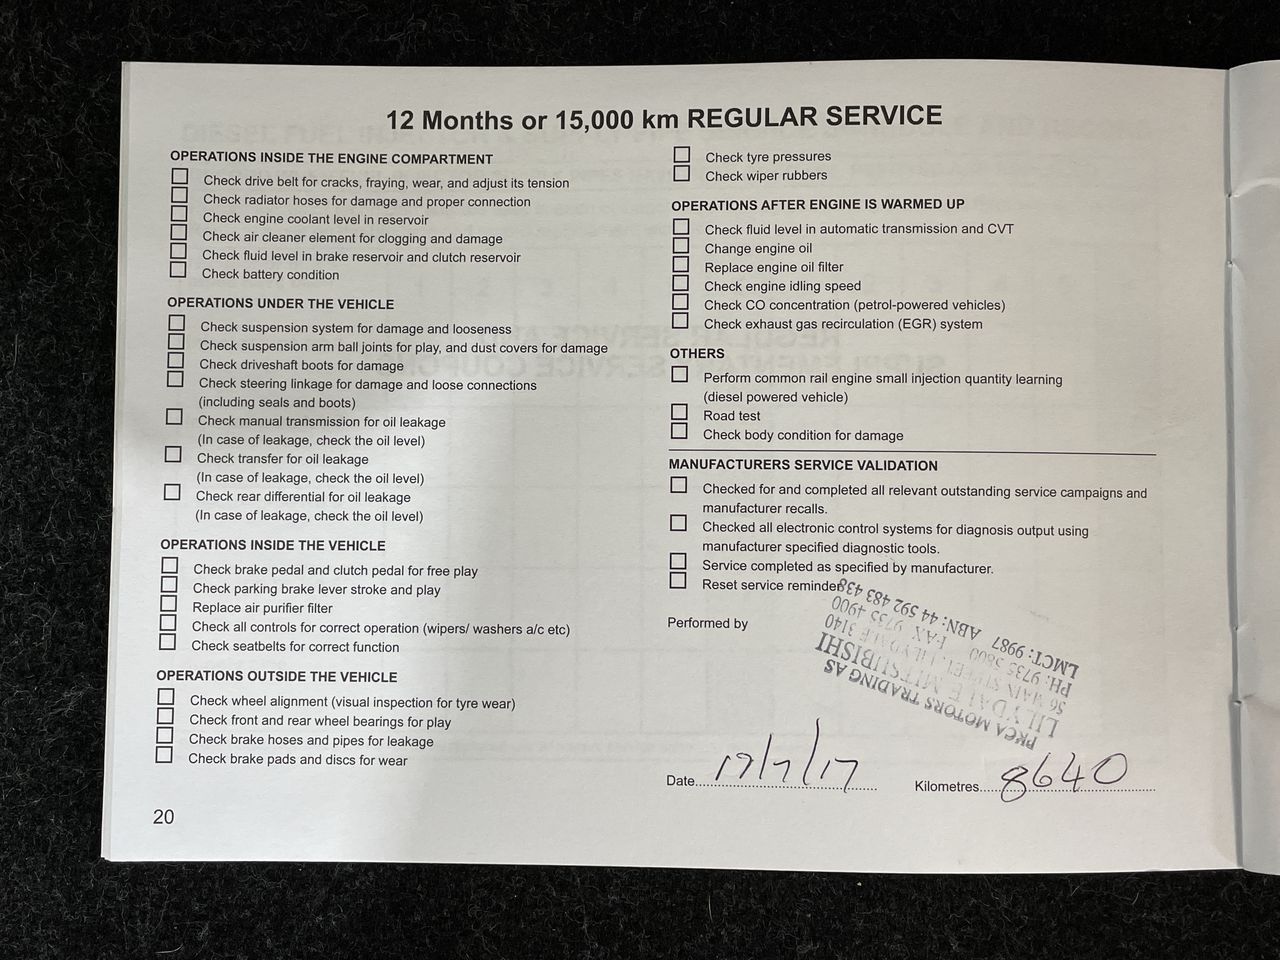 12 Months or 15,000 km REGULAR SERVICE
OPERATIONS INSIDE THE ENGINE COMPARTMENT
Check drive belt for cracks, fraying, wear, and adjust its tension
Check radiator hoses for damage and proper connection
Check engine coolant level in reservoir
Check air cleaner element for clogging and damage
Check fluid level in brake reservoir and clutch reservoir
Check battery condition
OPERATIONS UNDER THE VEHICLE
Check suspension system for damage and looseness
Check suspension arm ball joints for play, and dust covers for damage
Check driveshaft boots for damage
Check steering linkage for damage and loose connections
(including seals and boots)
Check manual transmission for oil leakage
(In case of leakage, check the oil level)
Check transfer for oil leakage
(In case of leakage, check the oil level)
Check rear differential for oil leakage
(In case of leakage, check the oil level)
OPERATIONS INSIDE THE VEHICLE
Check brake pedal and clutch pedal for free play
Check parking brake lever stroke and play
Replace air purifier filter
Check all controls for correct operation (wipers/ washers a/c etc)
Check seatbelts for correct function
OPERATIONS OUTSIDE THE VEHICLE
Check wheel alignment (visual inspection for tyre wear)
Check front and rear wheel bearings for play
Check brake hoses and pipes for leakage
Check brake pads and discs for wear
20
Check tyre pressures
Check wiper rubbers
OPERATIONS AFTER ENGINE IS WARMED UP
Check fluid level in automatic transmission and CVT
Change engine oil
Replace engine oil filter
Check engine idling speed
Check CO concentration (petrol-powered vehicles)
Check exhaust gas recirculation (EGR) system
OTHERS
Perform common rail engine small injection quantity learning
(diesel powered vehicle)
Road test
Check body condition for damage
MANUFACTURERS SERVICE VALIDATION
Checked for and completed all relevant outstanding service campaigns and
manufacturer recalls.
Checked all electronic control systems for diagnosis output using
manufacturer specified diagnostic tools.
Service completed as specified by manufacturer.
Reset service reminder
Performed by
PKCA MOTORS TRADING AS
LILYDALE MITSUBISHI
56 MAIN STREET LILYDALE 3140
PH: 9735 5800 FAX 9735 4900
LMCT: 9987 ABN: 44 592 483 438
Date 17/7/17 Kilometres 8640